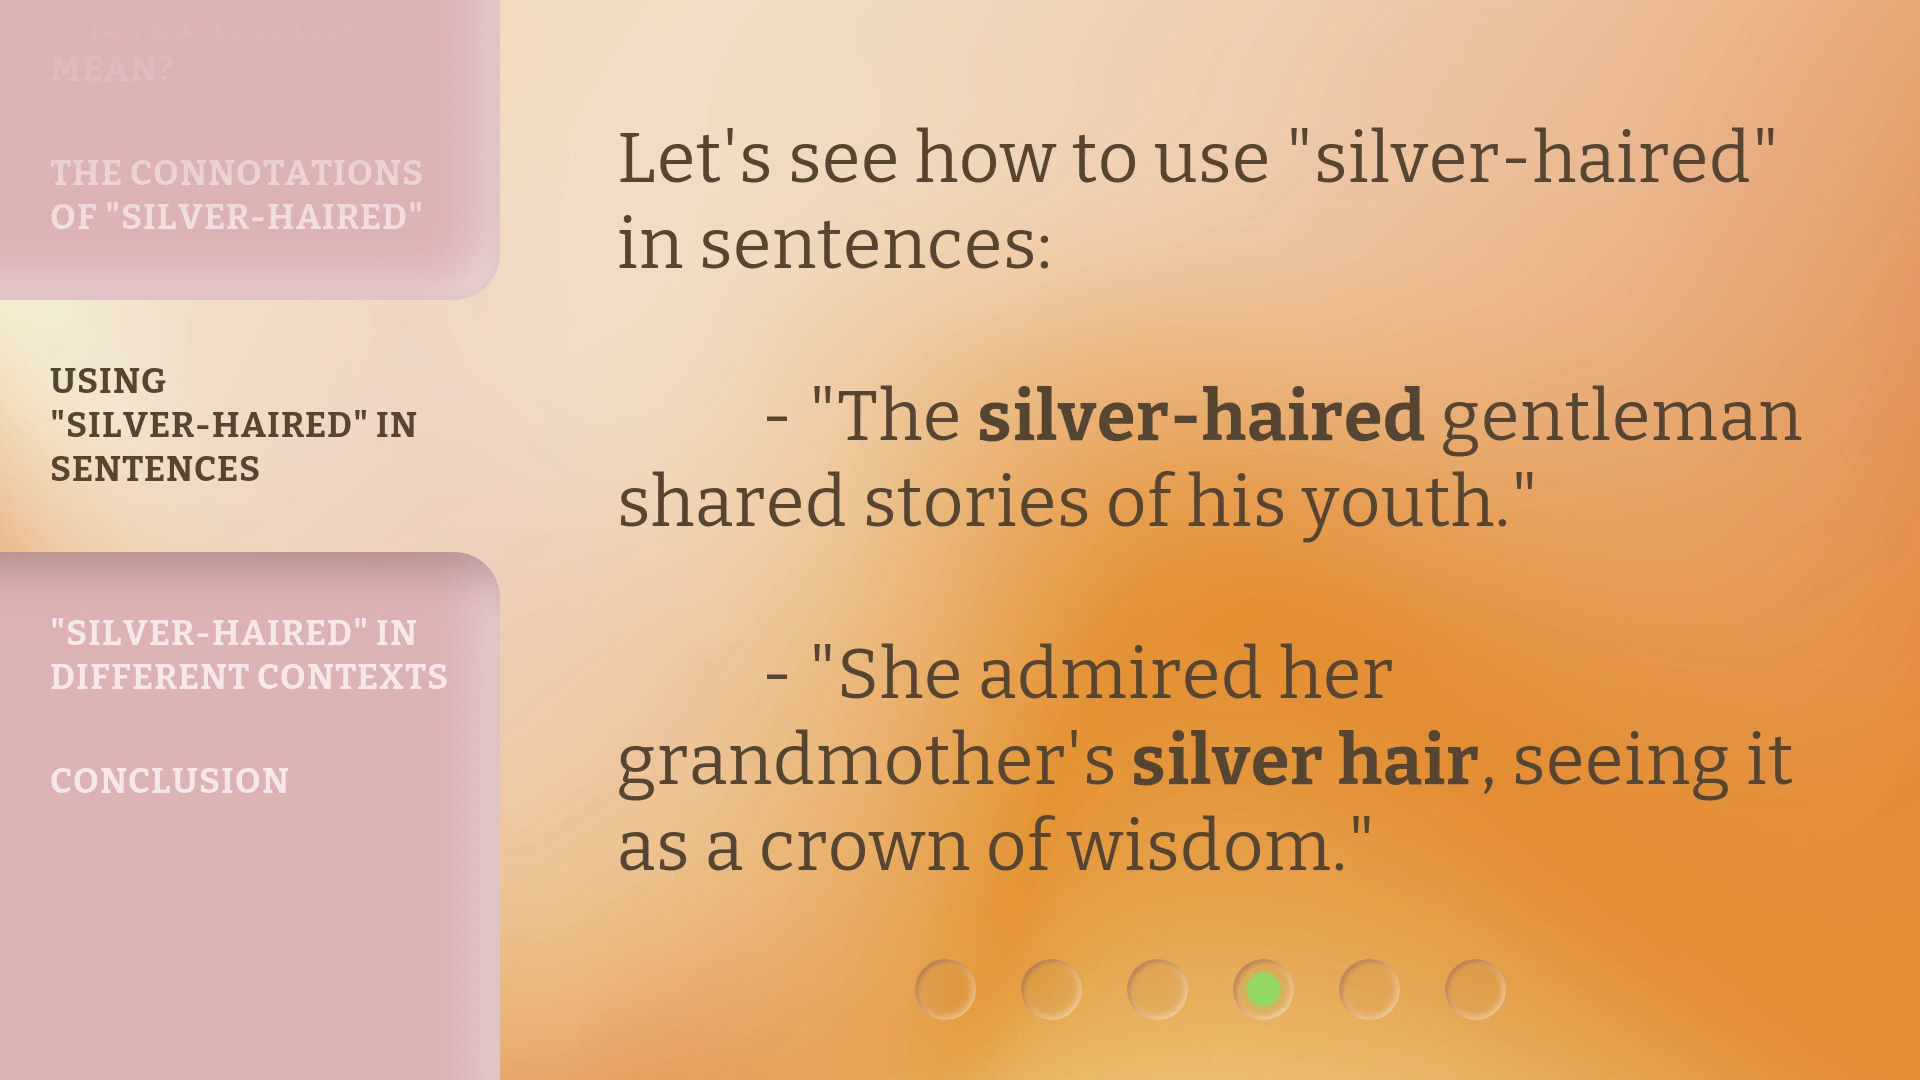 "SILVER-HAIRED
MEAN?
THE CONNOTATIONS
OF "SILVER-HAIRED"
USING
"SILVER-HAIRED" IN
SENTENCES
"SILVER-HAIRED" IN
DIFFERENT CONTEXTS
CONCLUSION
Let's see how to use "silver-haired"
in sentences:
- "The silver-haired gentleman
shared stories of his youth."
- "She admired her
grandmother's silver hair, seeing it
as a crown of wisdom."